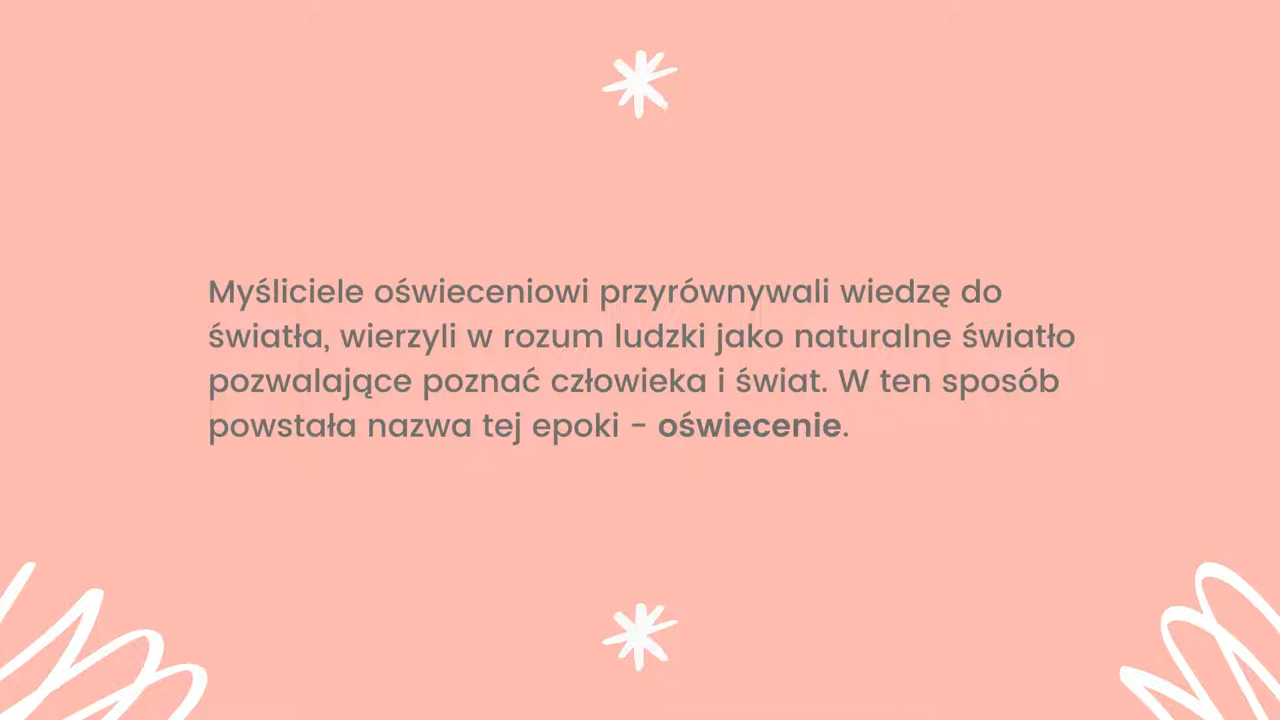 Myśliciele oświeceniowi przyrównywali wiedzę do
światła, wierzyli w rozum ludzki jako naturalne światło
pozwalające poznać człowieka i świat. W ten sposób
powstała nazwa tej epoki - oświecenie.